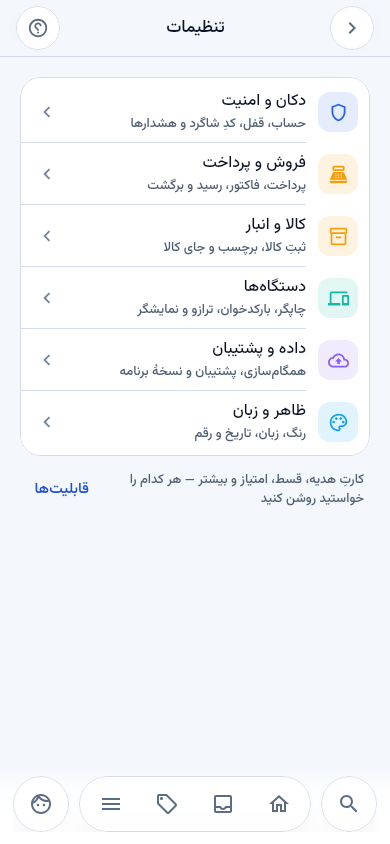 تنظیمات
دکان و امنیت
حساب، قفل، کدِ شاگرد و هشدارها
فروش و پرداخت
پرداخت، فاکتور، رسید و برگشت
کالا و انبار
ثبتِ کالا، برچسب و جای کالا
دستگاه‌ها
چاپگر، بارکدخوان، ترازو و نمایشگر
داده و پشتیبان
همگام‌سازی، پشتیبان و نسخهٔ برنامه
ظاهر و زبان
رنگ، زبان، تاریخ و رقم
کارتِ هدیه، قسط، امتیاز و بیشتر — هر کدام را
خواستید روشن کنید
قابلیت‌ها